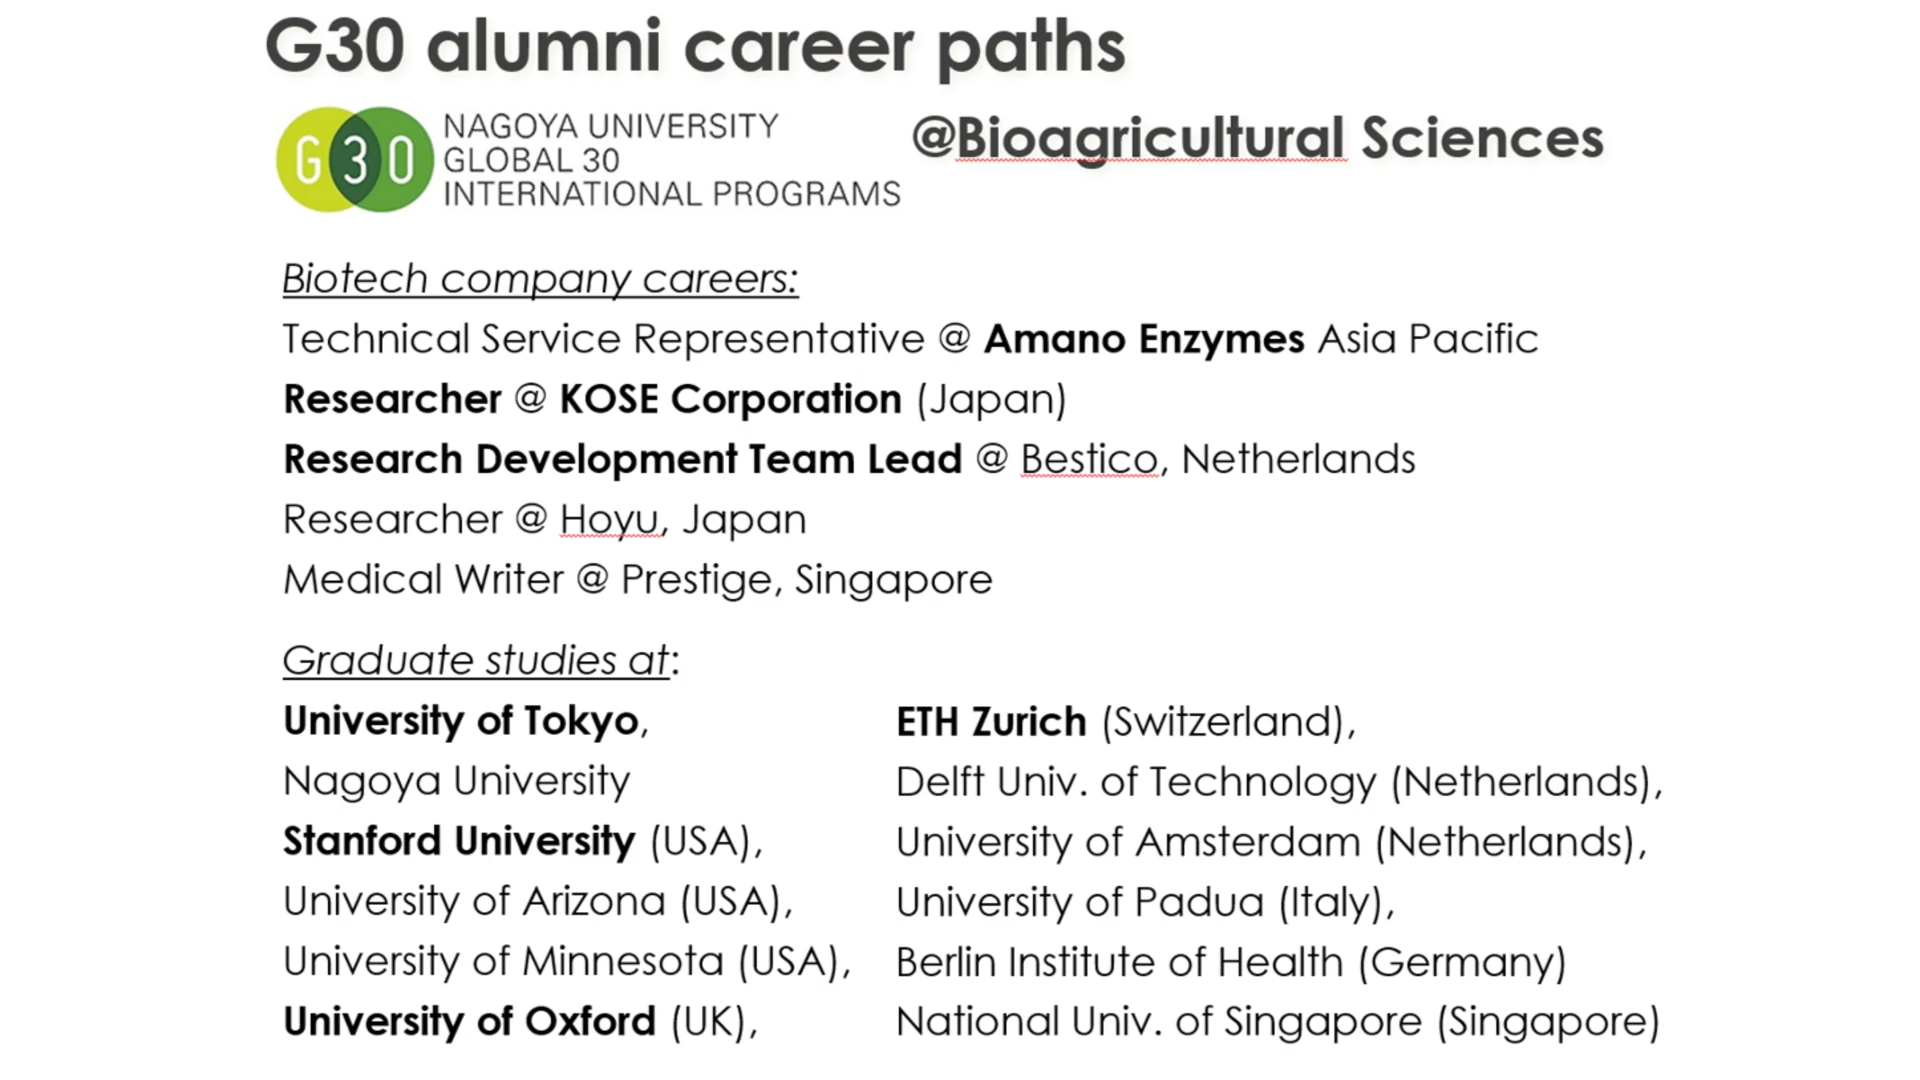 G30 alumni career paths
G30
NAGOYA UNIVERSITY
GLOBAL 30
INTERNATIONAL PROGRAMS
@Bioagricultural Sciences
Biotech company careers:
Technical Service Representative @ Amano Enzymes Asia Pacific
Researcher @ KOSE Corporation (Japan)
Research Development Team Lead @ Bestico, Netherlands
Researcher @ Hoyu, Japan
Medical Writer @ Prestige, Singapore
Graduate studies at:
University of Tokyo,
Nagoya University
Stanford University (USA),
University of Arizona (USA),
University of Minnesota (USA),
University of Oxford (UK),
ETH Zurich (Switzerland),
Delft Univ. of Technology (Netherlands),
University of Amsterdam (Netherlands),
University of Padua (Italy),
Berlin Institute of Health (Germany)
National Univ. of Singapore (Singapore)